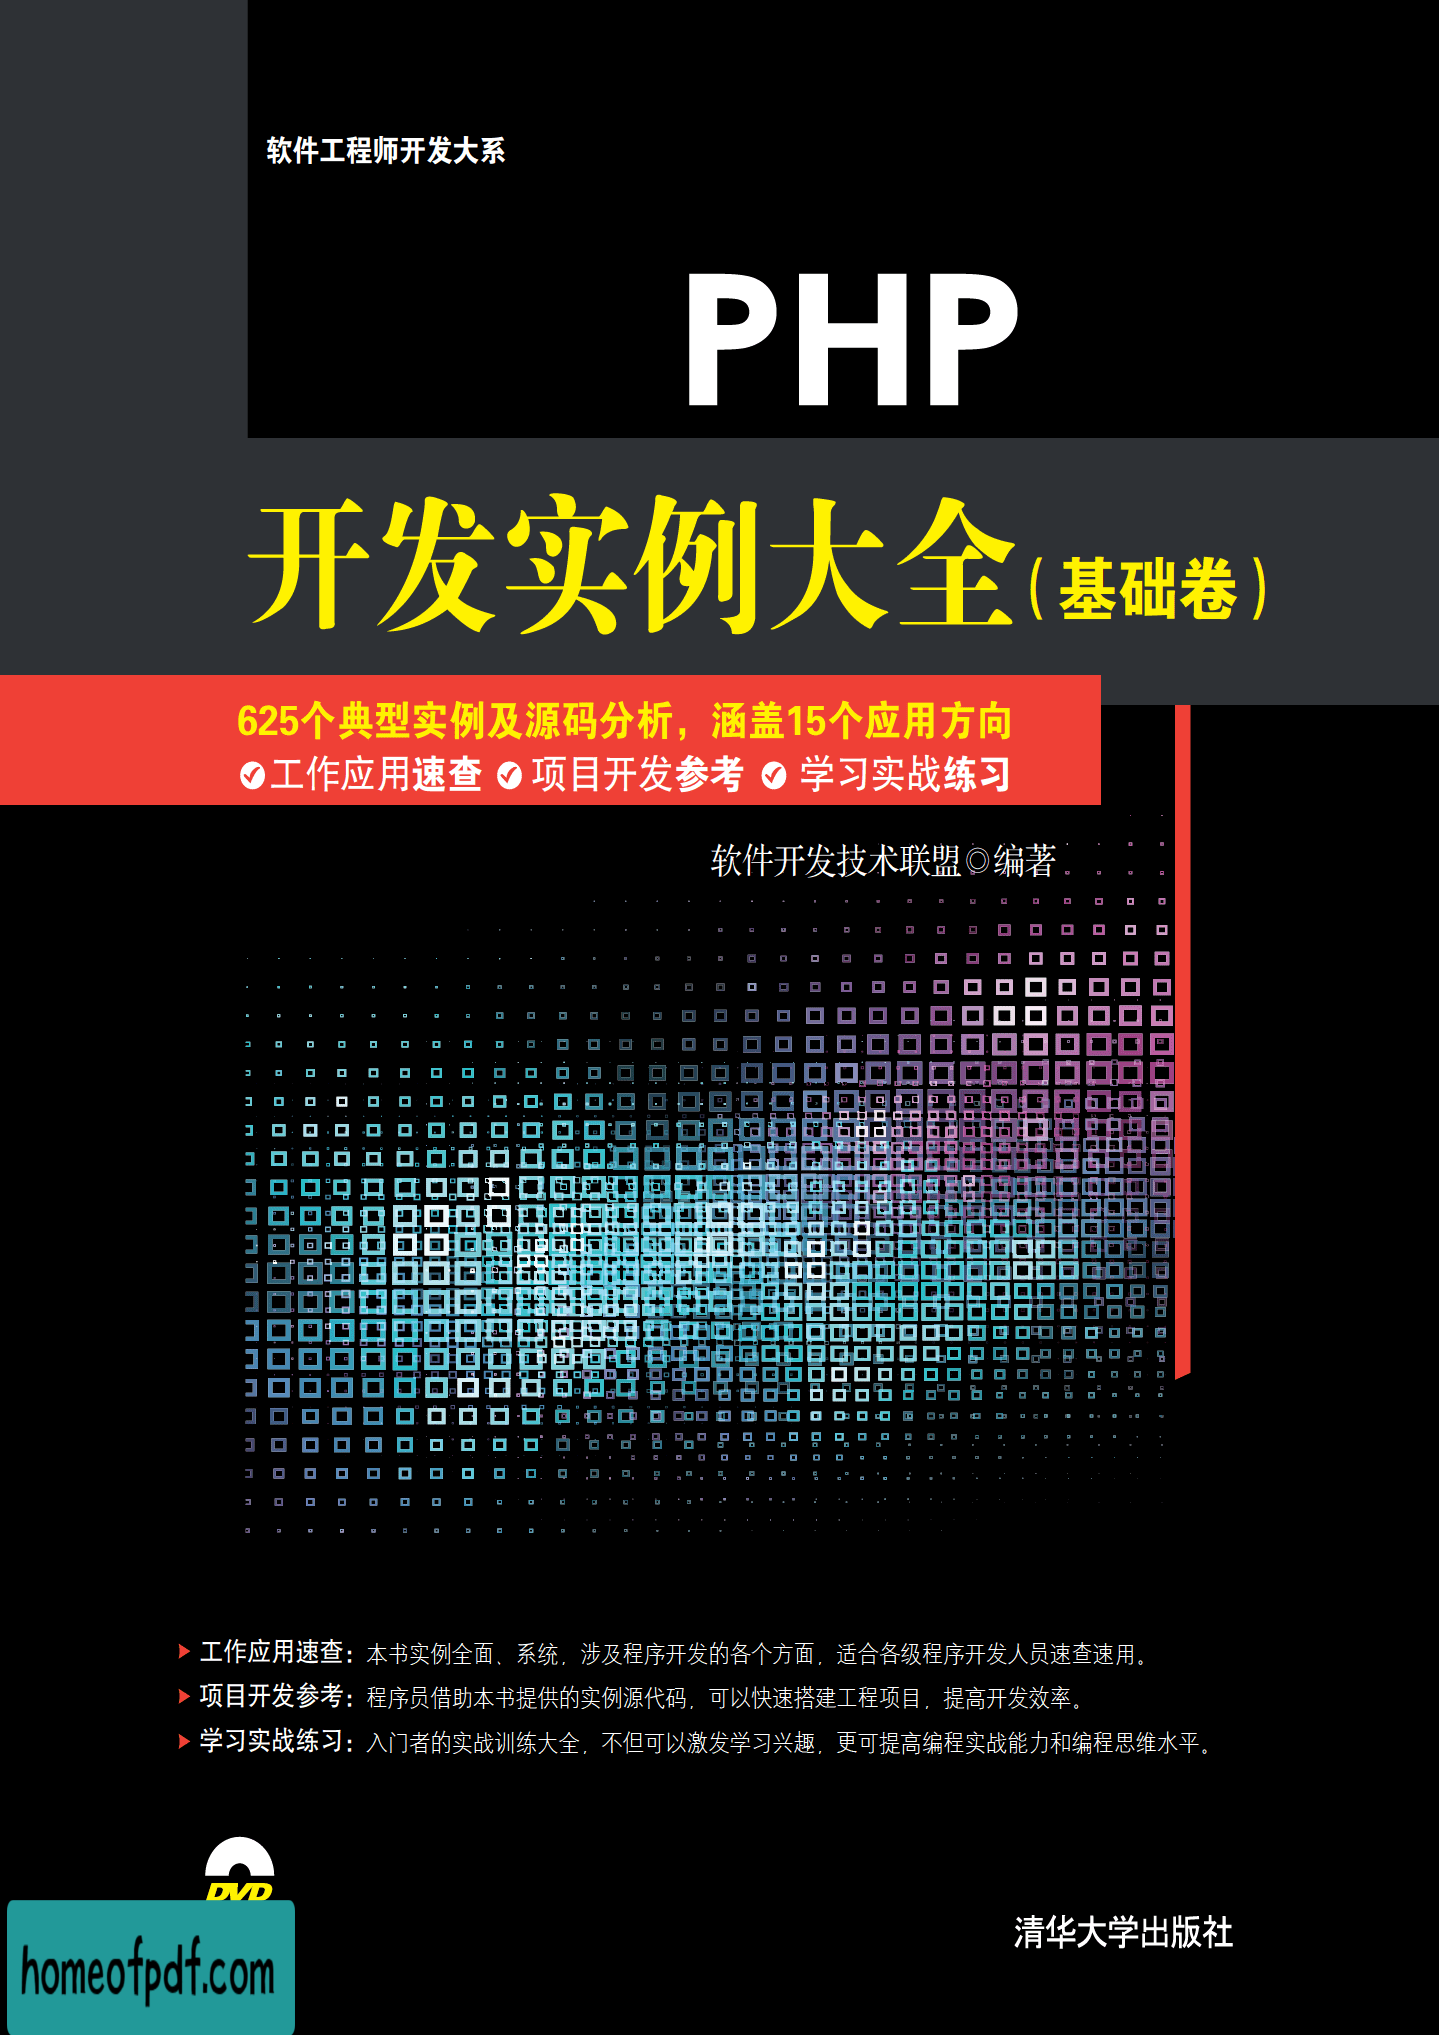 软件工程师开发大系
PHP
开发实例大全（基础卷）
625个典型实例及源码分析，涵盖15个应用方向
工作应用速查 项目开发参考 学习实战练习
软件开发技术联盟◎编著
工作应用速查：本书实例全面、系统，涉及程序开发的各个方面，适合各级程序开发人员速查速用。
项目开发参考：程序员借助本书提供的实例源代码，可以快速搭建工程项目，提高开发效率。
学习实战练习：入门者的实战训练大全，不但可以激发学习兴趣，更可提高编程实战能力和编程思维水平。
DVD
清华大学出版社
homeofpdf.com